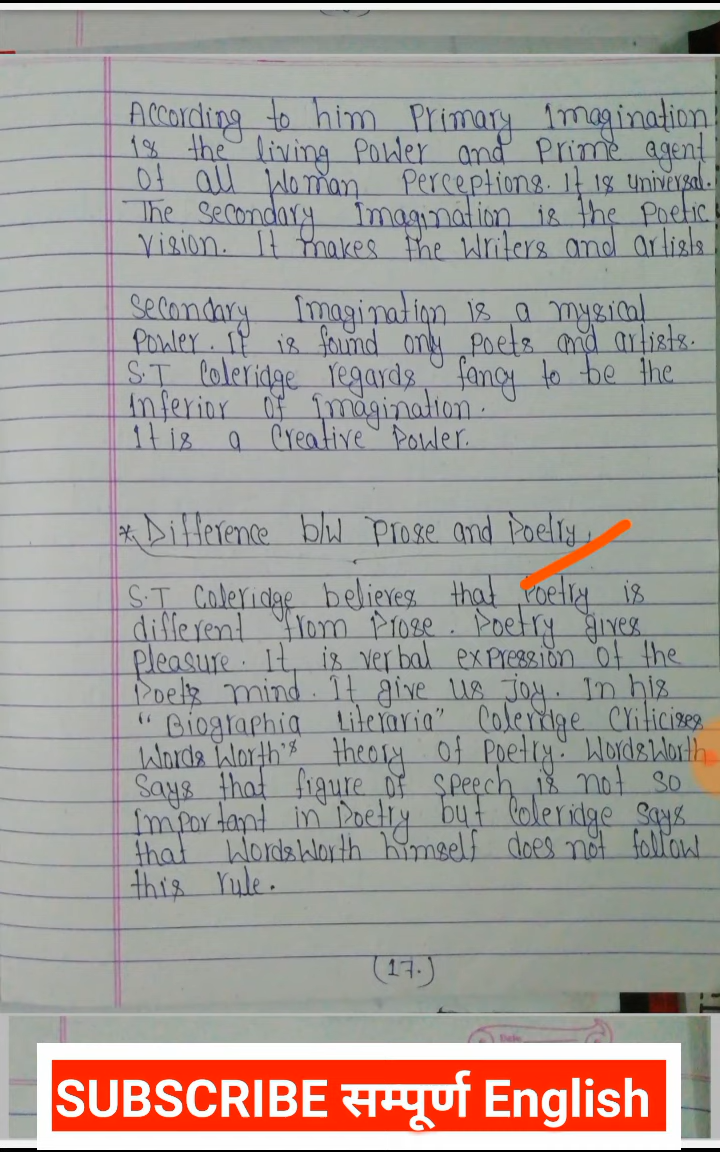 According to him Primary Imagination
is the living Power and Prime agent
of all Woman Perceptions. It is universal.
The Secondary Imagination is the Poetic
vision. It makes the Writers and artists
Secondary Imagination is a mysical
Power. It is found only Poets and artists.
S.T Coleridge regards fancy to be the
Inferior of Imagination.
It is a Creative Power.
* Difference b/w Prose and Poetry.
S.T Coleridge believes that Poetry is
different from Prose. Poetry gives
Pleasure. It is verbal expression of the
Poet's mind. It give us Joy. In his
"Biographia Literaria" Coleridge Criticises
WordsWorth's theory of Poetry. WordsWorth
Says that figure of speech is not so
Important in Poetry but Coleridge Says
that WordsWorth himself does not follow
this rule.
(17.)
SUBSCRIBE सम्पूर्ण English